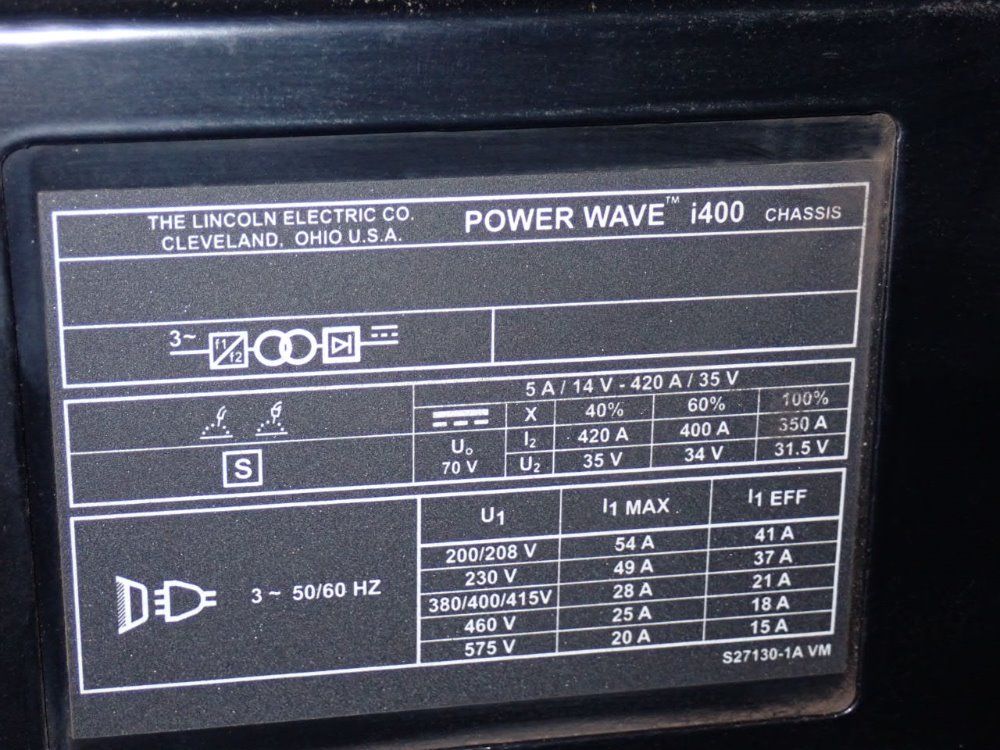 THE LINCOLN ELECTRIC CO.
CLEVELAND, OHIO U.S.A.
POWER WAVE™ i400 CHASSIS
3~ f1 f2
5 A / 14 V - 420 A / 35 V
X 40% 60% 100%
I2 420 A 400 A 350 A
U2 35 V 34 V 31.5 V
Uo
70 V
S
3 ~ 50/60 HZ
U1 I1 MAX I1 EFF
200/208 V 54 A 41 A
230 V 49 A 37 A
380/400/415V 28 A 21 A
460 V 25 A 18 A
575 V 20 A 15 A
S27130-1A VM